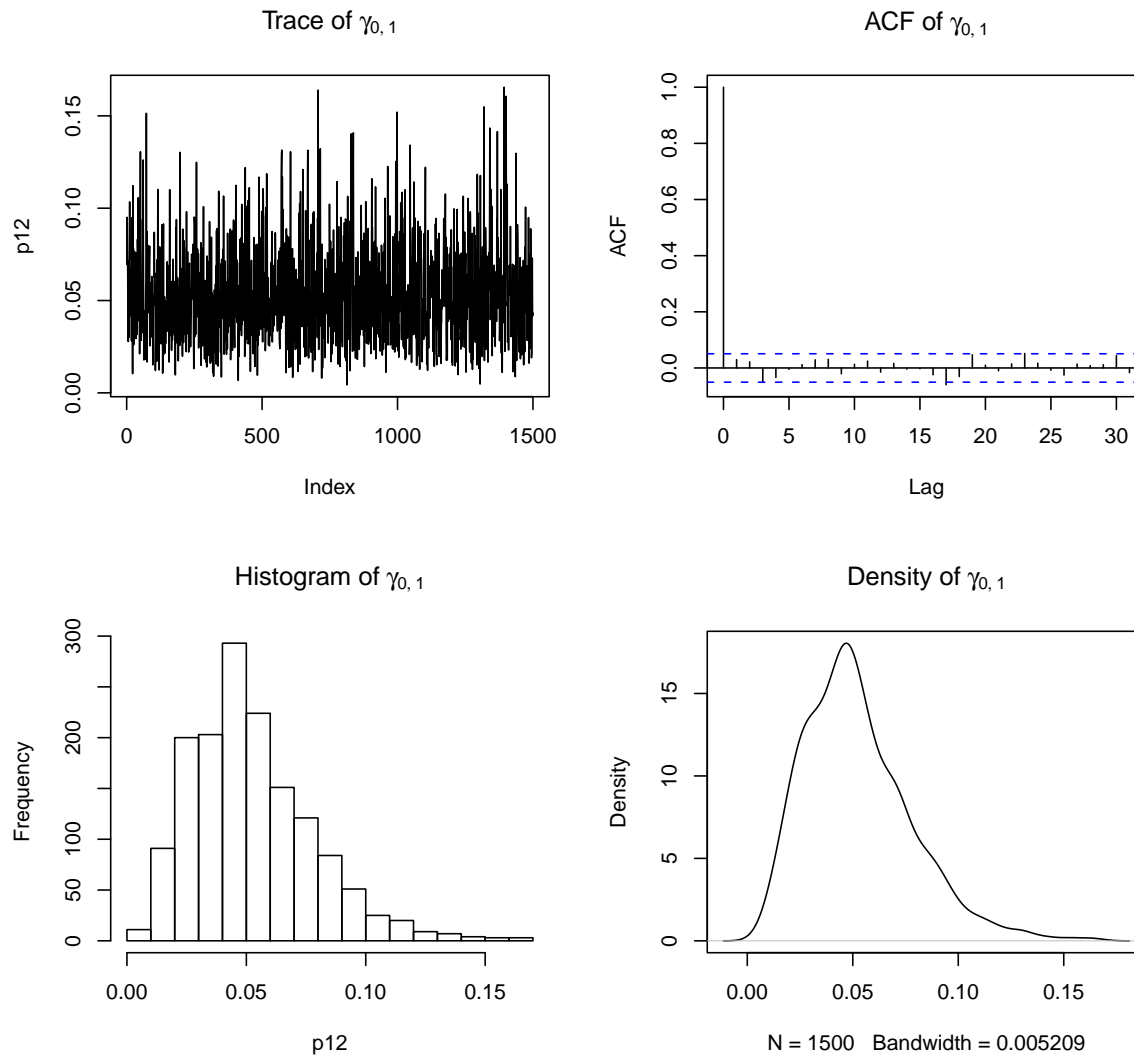 Trace of γ0, 1
p12
0.00 0.05 0.10 0.15
0 500 1000 1500
Index
ACF of γ0, 1
ACF
0.0 0.2 0.4 0.6 0.8 1.0
0 5 10 15 20 25 30
Lag
Histogram of γ0, 1
Frequency
0 50 100 200 300
0.00 0.05 0.10 0.15
p12
Density of γ0, 1
Density
0 5 10 15
0.00 0.05 0.10 0.15
N = 1500 Bandwidth = 0.005209